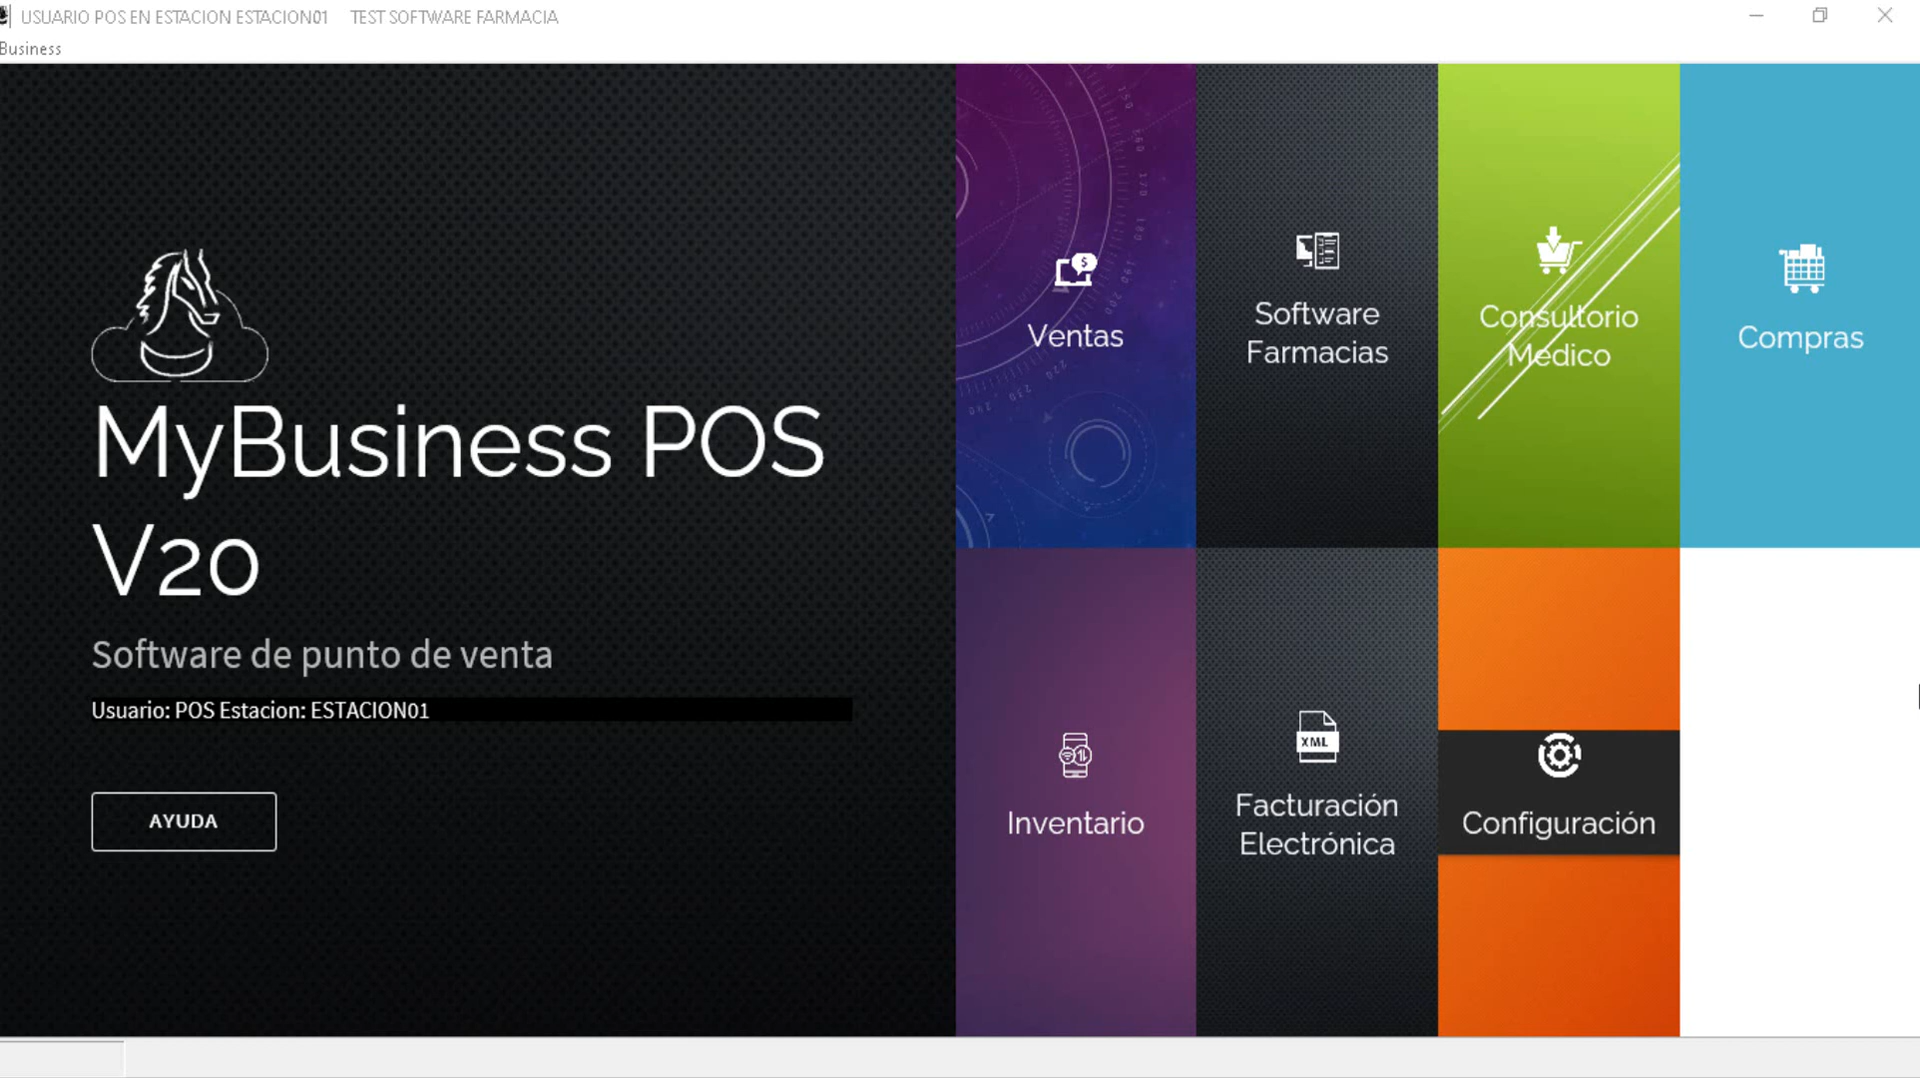 USUARIO POS EN ESTACION ESTACION01 TEST SOFTWARE FARMACIA
Business
MyBusiness POS
V20
Software de punto de venta
Usuario: POS Estacion: ESTACION01
AYUDA
Ventas
Software
Farmacias
Consultorio
Médico
Compras
Inventario
XML
Facturación
Electrónica
Configuración